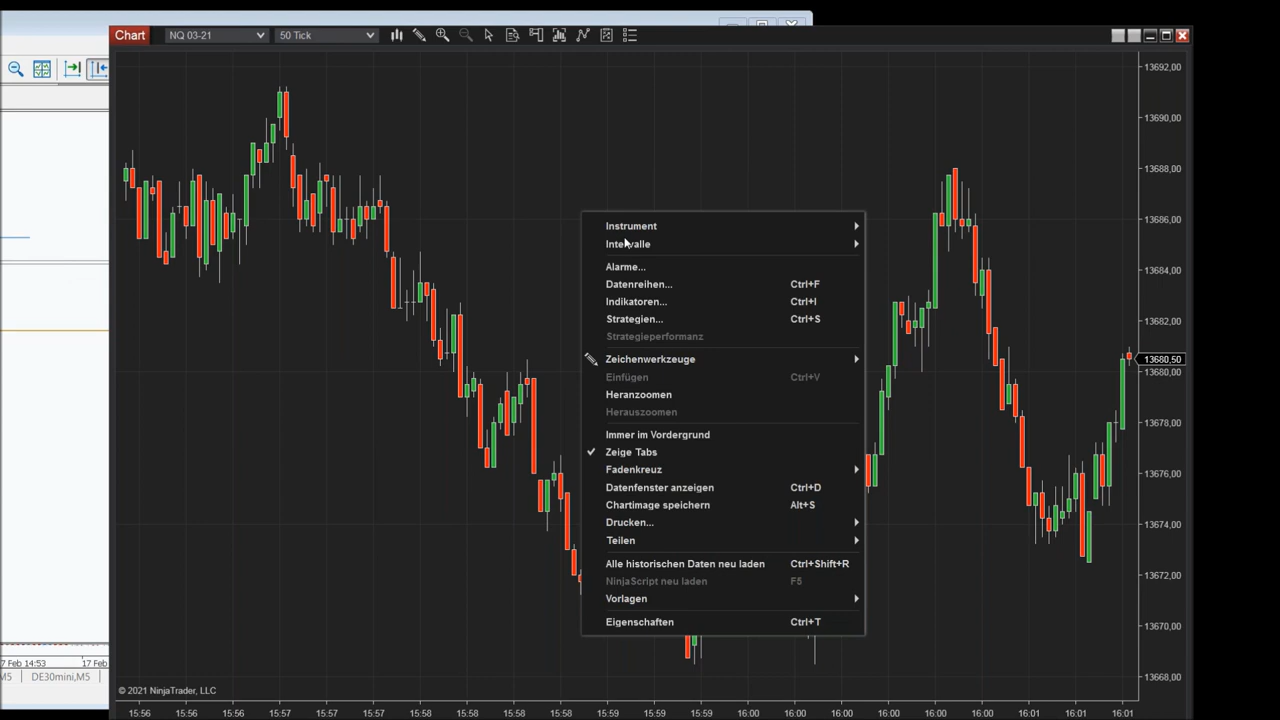 Chart NQ 03-21 50 Tick
13692,00
13690,00
13688,00
13686,00
13684,00
13682,00
13680,50
13680,00
13678,00
13676,00
13674,00
13672,00
13670,00
13668,00
Instrument
Intervalle
Alarme...
Datenreihen... Ctrl+F
Indikatoren... Ctrl+I
Strategien... Ctrl+S
Strategieperformanz
Zeichenwerkzeuge
Einfügen Ctrl+V
Heranzoomen
Herauszoomen
Immer im Vordergrund
Zeige Tabs
Fadenkreuz
Datenfenster anzeigen Ctrl+D
Chartimage speichern Alt+S
Drucken...
Teilen
Alle historischen Daten neu laden Ctrl+Shift+R
NinjaScript neu laden F5
Vorlagen
Eigenschaften Ctrl+T
7 Feb 14:53 17 Feb
M5 DE30mini,M5
© 2021 NinjaTrader, LLC
15:56 15:56 15:56 15:57 15:57 15:57 15:58 15:58 15:58 15:59 15:59 15:59 16:00 16:00 16:00 16:00 16:00 16:01 16:01 16:01